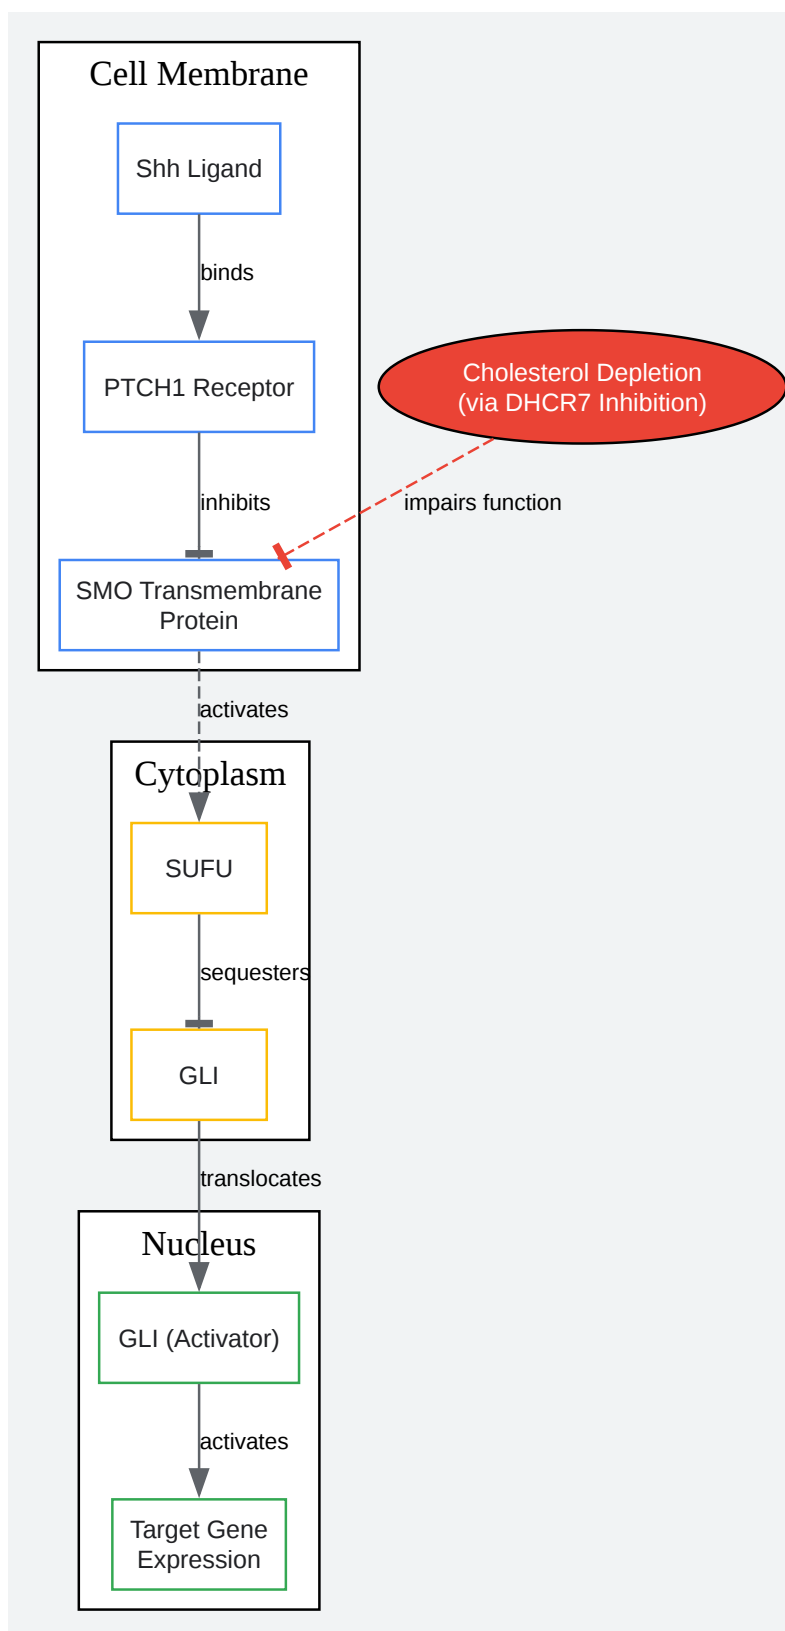 Cell Membrane
Shh Ligand
binds
PTCH1 Receptor
Cholesterol Depletion
(via DHCR7 Inhibition)
inhibits
impairs function
SMO Transmembrane
Protein
activates
Cytoplasm
SUFU
sequesters
GLI
translocates
Nucleus
GLI (Activator)
activates
Target Gene
Expression